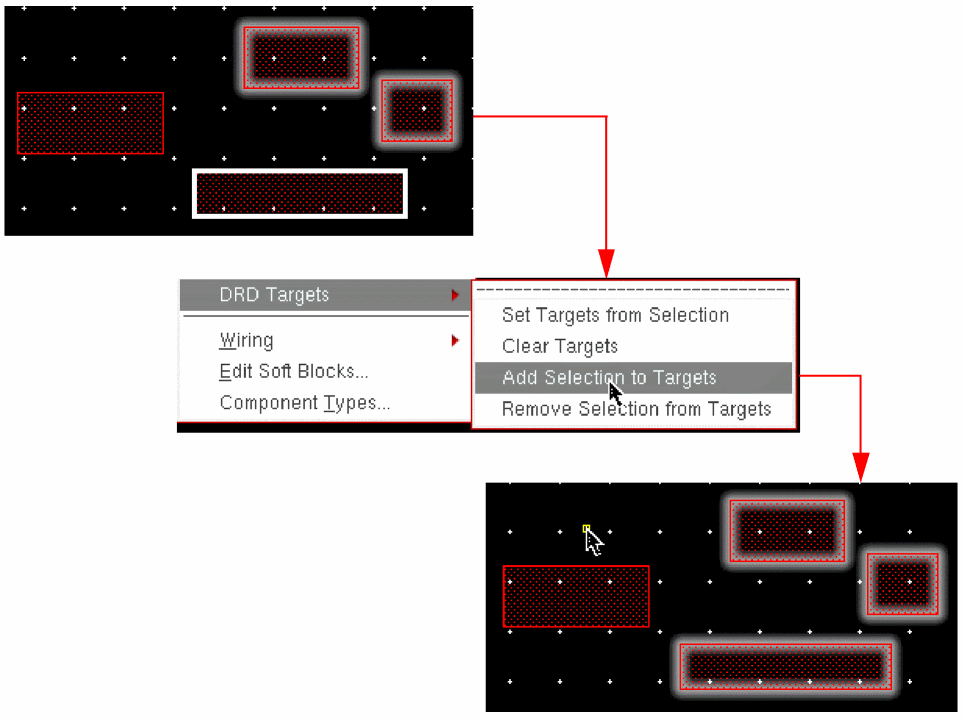 DRD Targets
Wiring
Edit Soft Blocks...
Component Types...
Set Targets from Selection
Clear Targets
Add Selection to Targets
Remove Selection from Targets